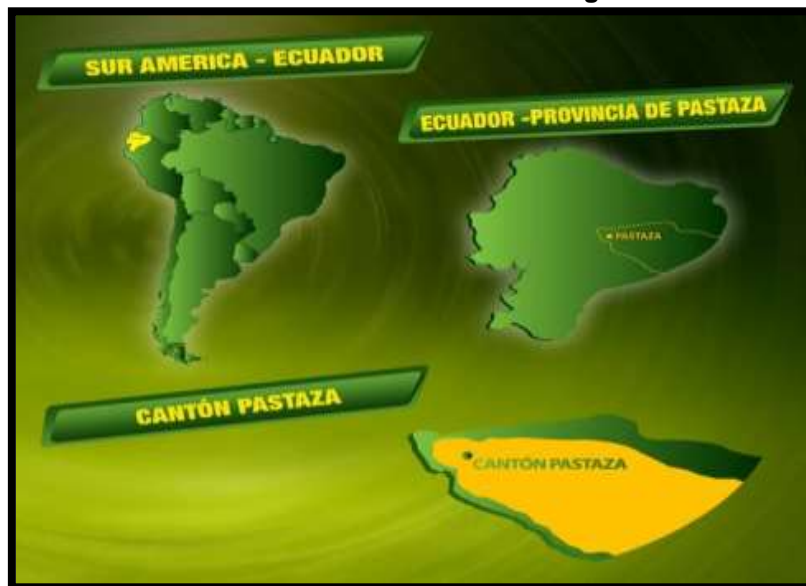 SUR AMERICA - ECUADOR
ECUADOR -PROVINCIA DE PASTAZA
PASTAZA
CANTÓN PASTAZA
CANTÓN PASTAZA